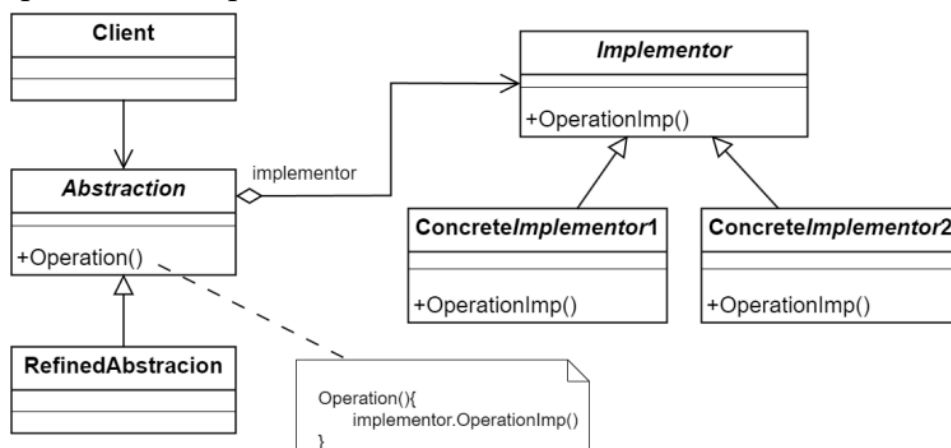 Client
Implementor
+OperationImp()
implementor
Abstraction
+Operation()
ConcreteImplementor1
+OperationImp()
ConcreteImplementor2
+OperationImp()
RefinedAbstracion
Operation(){
implementor.OperationImp()
}